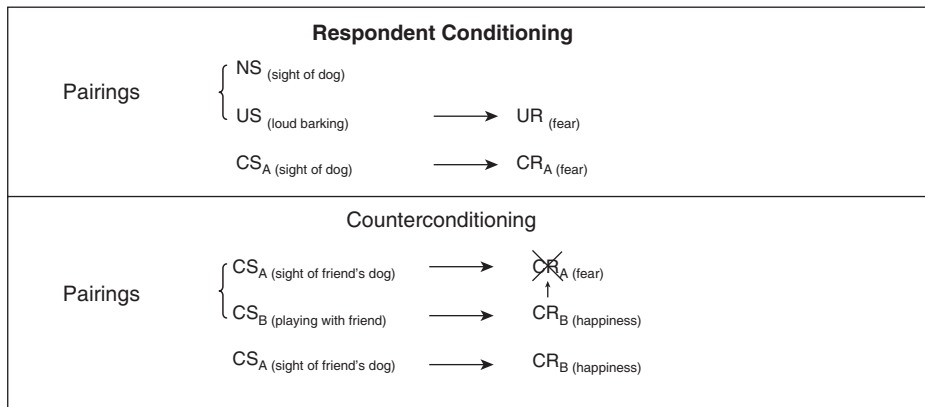 Respondent Conditioning
Pairings
NS (sight of dog)
US (loud barking) UR (fear)
CSA (sight of dog) CRA (fear)
Counterconditioning
Pairings
CSA (sight of friend's dog) CRA (fear)
CSB (playing with friend) CRB (happiness)
CSA (sight of friend's dog) CRB (happiness)